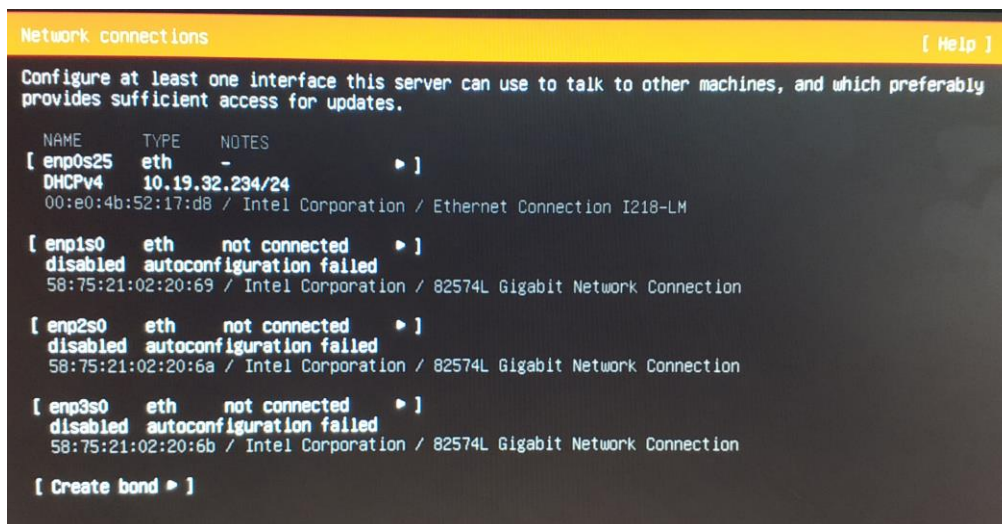 Network connections [ Help ]
Configure at least one interface this server can use to talk to other machines, and which preferably
provides sufficient access for updates.
NAME TYPE NOTES
[ enp0s25 eth - ▸ ]
DHCPv4 10.19.32.234/24
00:e0:4b:52:17:d8 / Intel Corporation / Ethernet Connection I218-LM
[ enp1s0 eth not connected ▸ ]
disabled autoconfiguration failed
58:75:21:02:20:69 / Intel Corporation / 82574L Gigabit Network Connection
[ enp2s0 eth not connected ▸ ]
disabled autoconfiguration failed
58:75:21:02:20:6a / Intel Corporation / 82574L Gigabit Network Connection
[ enp3s0 eth not connected ▸ ]
disabled autoconfiguration failed
58:75:21:02:20:6b / Intel Corporation / 82574L Gigabit Network Connection
[ Create bond ▸ ]